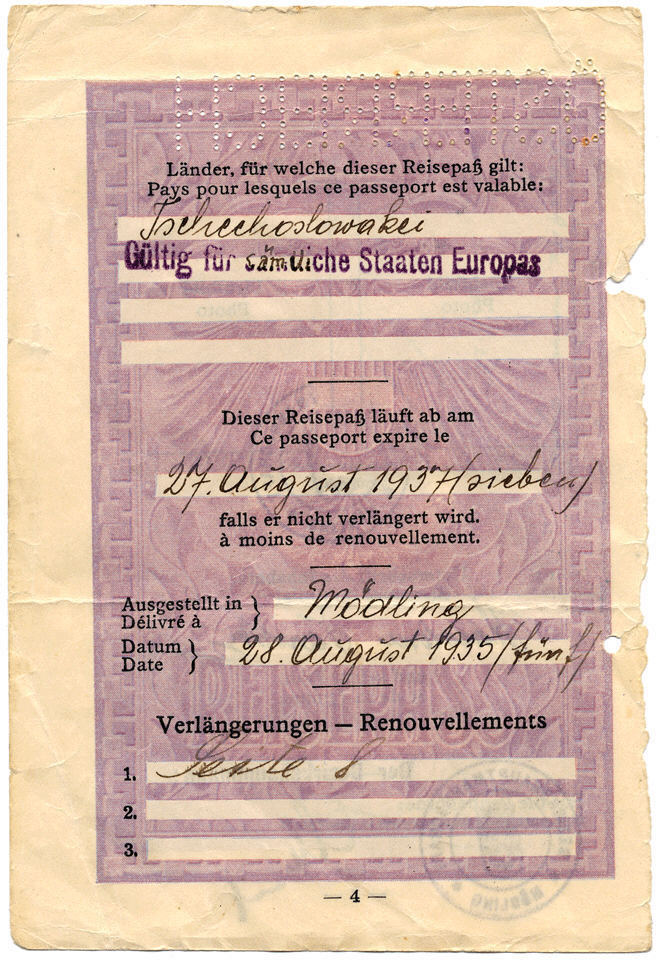 Länder, für welche dieser Reisepaß gilt:
Pays pour lesquels ce passeport est valable:
Tschechoslowakei
Gültig für sämtliche Staaten Europas
Dieser Reisepaß läuft ab am
Ce passeport expire le
27. August 1937 (sieben)
falls er nicht verlängert wird.
à moins de renouvellement.
Ausgestellt in } Mödling
Délivré à
Datum } 28. August 1935 (fünf)
Date
Verlängerungen — Renouvellements
1. Seite 8
2.
3.
— 4 —
MÖDLING